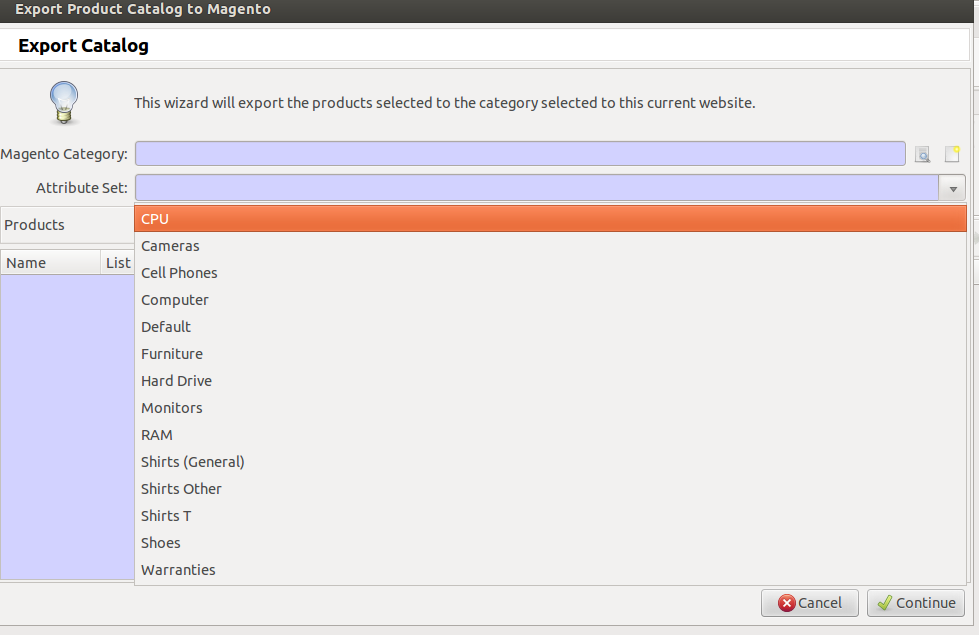 Export Product Catalog to Magento
Export Catalog
This wizard will export the products selected to the category selected to this current website.
Magento Category:
Attribute Set:
Products
Name List
CPU
Cameras
Cell Phones
Computer
Default
Furniture
Hard Drive
Monitors
RAM
Shirts (General)
Shirts Other
Shirts T
Shoes
Warranties
Cancel Continue